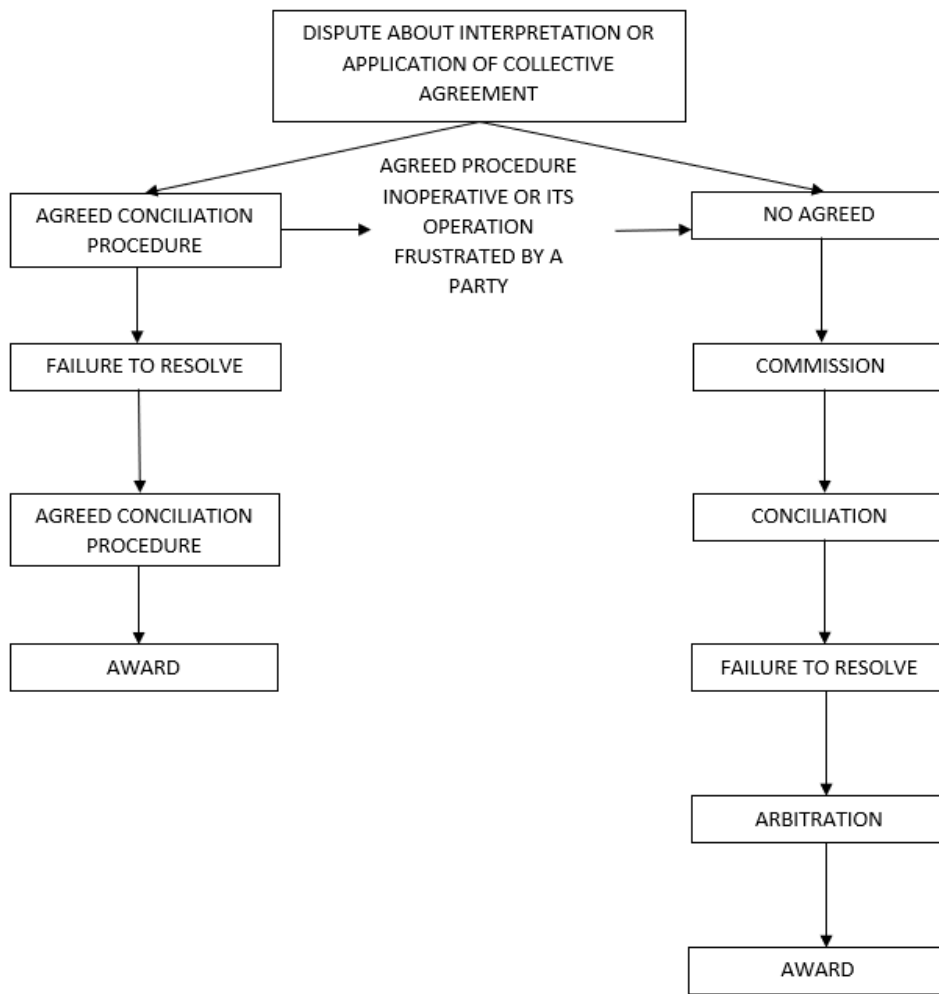 DISPUTE ABOUT INTERPRETATION OR
APPLICATION OF COLLECTIVE
AGREEMENT
AGREED CONCILIATION
PROCEDURE
AGREED PROCEDURE
INOPERATIVE OR ITS
OPERATION
FRUSTRATED BY A
PARTY
NO AGREED
FAILURE TO RESOLVE
COMMISSION
AGREED CONCILIATION
PROCEDURE
CONCILIATION
AWARD
FAILURE TO RESOLVE
ARBITRATION
AWARD